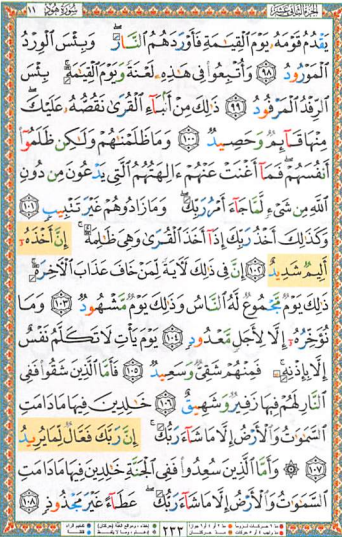 الجزء الثاني عشر سورة هود ١١
يَقْدُمُ قَوْمَهُۥ يَوْمَ ٱلْقِيَٰمَةِ فَأَوْرَدَهُمُ ٱلنَّارَ ۖ وَبِئْسَ ٱلْوِرْدُ
ٱلْمَوْرُودُ ٩٨ وَأُتْبِعُوا۟ فِى هَٰذِهِۦ لَعْنَةً وَيَوْمَ ٱلْقِيَٰمَةِ ۚ بِئْسَ
ٱلرِّفْدُ ٱلْمَرْفُودُ ٩٩ ذَٰلِكَ مِنْ أَنۢبَآءِ ٱلْقُرَىٰ نَقُصُّهُۥ عَلَيْكَ ۖ
مِنْهَا قَآئِمٌ وَحَصِيدٌ ١٠٠ وَمَا ظَلَمْنَٰهُمْ وَلَٰكِن ظَلَمُوٓا۟
أَنفُسَهُمْ ۖ فَمَآ أَغْنَتْ عَنْهُمْ ءَالِهَتُهُمُ ٱلَّتِى يَدْعُونَ مِن دُونِ
ٱللَّهِ مِن شَىْءٍ لَّمَّا جَآءَ أَمْرُ رَبِّكَ ۖ وَمَا زَادُوهُمْ غَيْرَ تَتْبِيبٍ ١٠١
وَكَذَٰلِكَ أَخْذُ رَبِّكَ إِذَآ أَخَذَ ٱلْقُرَىٰ وَهِىَ ظَٰلِمَةٌ ۚ إِنَّ أَخْذَهُۥٓ
أَلِيمٌ شَدِيدٌ ١٠٢ إِنَّ فِى ذَٰلِكَ لَءَايَةً لِّمَنْ خَافَ عَذَابَ ٱلْءَاخِرَةِ ۚ
ذَٰلِكَ يَوْمٌ مَّجْمُوعٌ لَّهُ ٱلنَّاسُ وَذَٰلِكَ يَوْمٌ مَّشْهُودٌ ١٠٣ وَمَا
نُؤَخِّرُهُۥٓ إِلَّا لِأَجَلٍ مَّعْدُودٍ ١٠٤ يَوْمَ يَأْتِ لَا تَكَلَّمُ نَفْسٌ
إِلَّا بِإِذْنِهِۦ ۚ فَمِنْهُمْ شَقِىٌّ وَسَعِيدٌ ١٠٥ فَأَمَّا ٱلَّذِينَ شَقُوا۟ فَفِى
ٱلنَّارِ لَهُمْ فِيهَا زَفِيرٌ وَشَهِيقٌ ١٠٦ خَٰلِدِينَ فِيهَا مَا دَامَتِ
ٱلسَّمَٰوَٰتُ وَٱلْأَرْضُ إِلَّا مَا شَآءَ رَبُّكَ ۚ إِنَّ رَبَّكَ فَعَّالٌ لِّمَا يُرِيدُ
١٠٧ ۞ وَأَمَّا ٱلَّذِينَ سُعِدُوا۟ فَفِى ٱلْجَنَّةِ خَٰلِدِينَ فِيهَا مَا دَامَتِ
ٱلسَّمَٰوَٰتُ وَٱلْأَرْضُ إِلَّا مَا شَآءَ رَبُّكَ ۖ عَطَآءً غَيْرَ مَجْذُوذٍ ١٠٨
٢٣٣